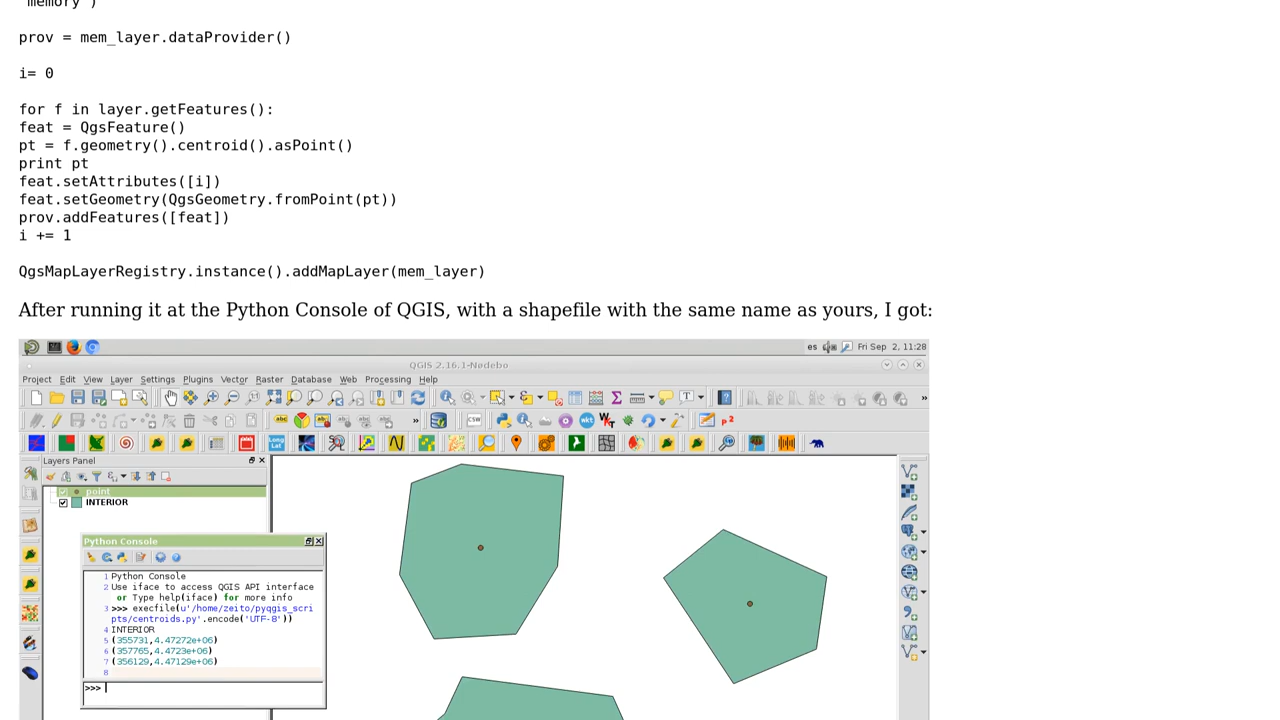 "memory")
prov = mem_layer.dataProvider()
i= 0
for f in layer.getFeatures():
feat = QgsFeature()
pt = f.geometry().centroid().asPoint()
print pt
feat.setAttributes([i])
feat.setGeometry(QgsGeometry.fromPoint(pt))
prov.addFeatures([feat])
i += 1
QgsMapLayerRegistry.instance().addMapLayer(mem_layer)
After running it at the Python Console of QGIS, with a shapefile with the same name as yours, I got:
es Fri Sep 2, 11:28
QGIS 2.16.1-Nødebo
Project Edit View Layer Settings Plugins Vector Raster Database Web Processing Help
Layers Panel
point
INTERIOR
Python Console
1 Python Console
2 Use iface to access QGIS API interface
or Type help(iface) for more info
3 >>> execfile(u'/home/zeito/pyqgis_scri
pts/centroids.py'.encode('UTF-8'))
4 INTERIOR
5 (355731,4.47272e+06)
6 (357765,4.4723e+06)
7 (356129,4.47129e+06)
8
>>>